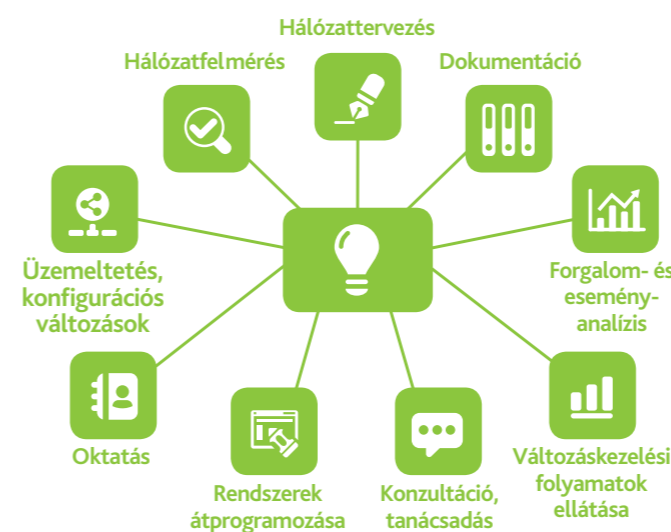 Hálózattervezés
Hálózatfelmérés
Dokumentáció
Üzemeltetés,
konfigurációs
változások
Forgalom- és
esemény-
analízis
Oktatás
Rendszerek
átprogramozása
Konzultáció,
tanácsadás
Változáskezelési
folyamatok
ellátása